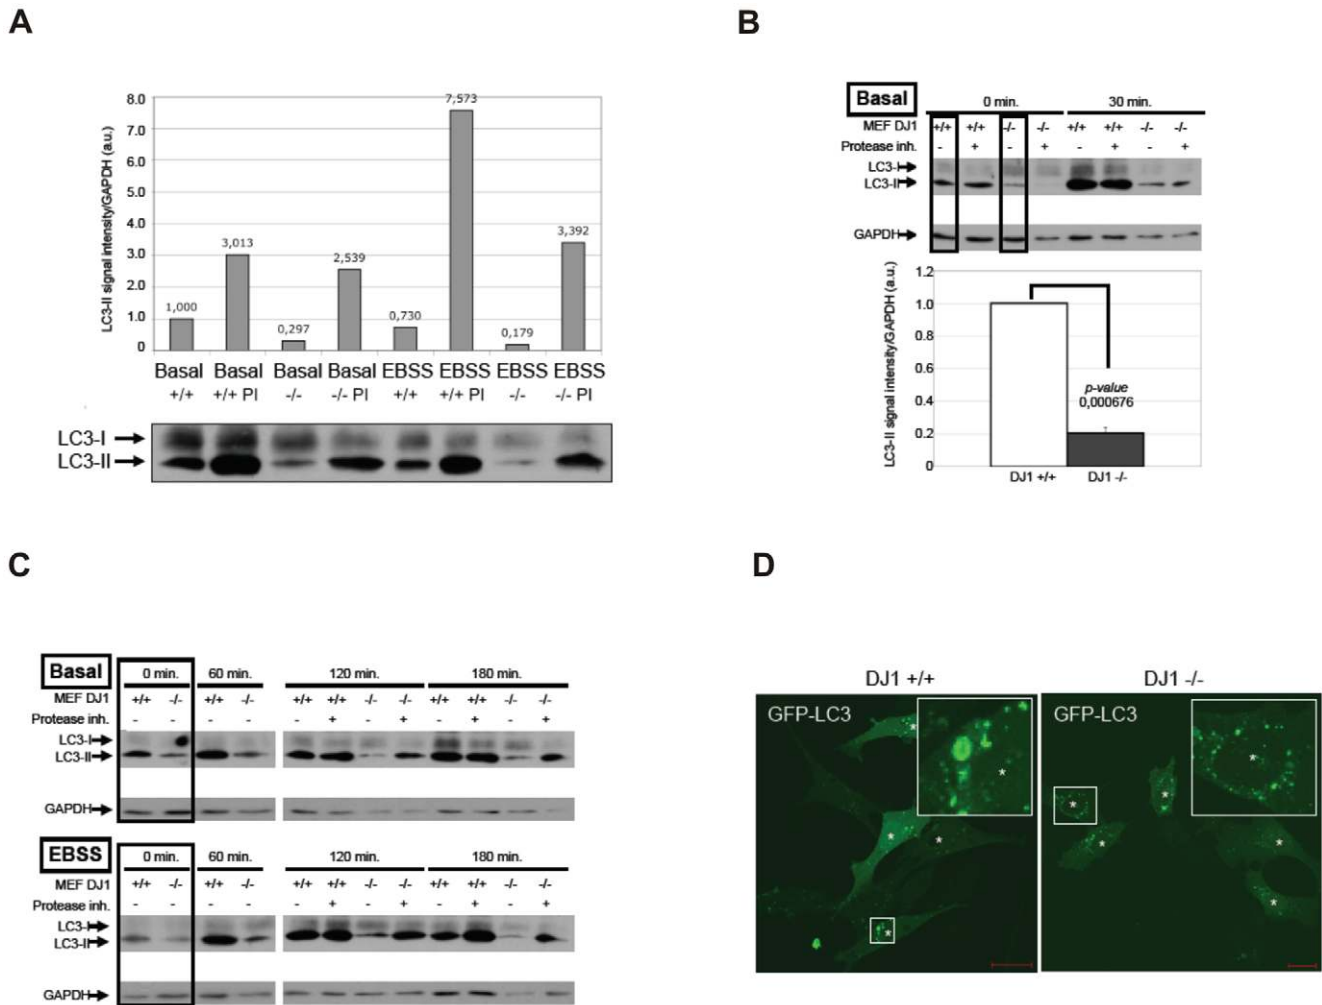 A
LC3-II signal intensity/GAPDH (a.u.)
8.0
7.0
6.0
5.0
4.0
3.0
2.0
1.0
0
1,000
3,013
0,297
2,539
0,730
7,573
0,179
3,392
Basal Basal Basal Basal EBSS EBSS EBSS EBSS
+/+ +/+ PI -/- -/- PI +/+ +/+ PI -/- -/- PI
LC3-I
LC3-II
B
Basal
0 min. 30 min.
MEF DJ1 +/+ +/+ -/- -/- +/+ +/+ -/- -/-
Protease inh. - + - + - + - +
LC3-I
LC3-II
GAPDH
LC3-II signal intensity/GAPDH (a.u.)
1.2
1.0
0.8
0.6
0.4
0.2
0
p-value
0,000676
DJ1 +/+ DJ1 -/-
C
Basal
0 min. 60 min. 120 min. 180 min.
MEF DJ1 +/+ -/- +/+ -/- +/+ +/+ -/- -/- +/+ +/+ -/- -/-
Protease inh. - - - - - + - + - + - +
LC3-I
LC3-II
GAPDH
EBSS
0 min. 60 min. 120 min. 180 min.
MEF DJ1 +/+ -/- +/+ -/- +/+ +/+ -/- -/- +/+ +/+ -/- -/-
Protease inh. - - - - - + - + - + - +
LC3-I
LC3-II
GAPDH
D
DJ1 +/+ DJ1 -/-
GFP-LC3 GFP-LC3